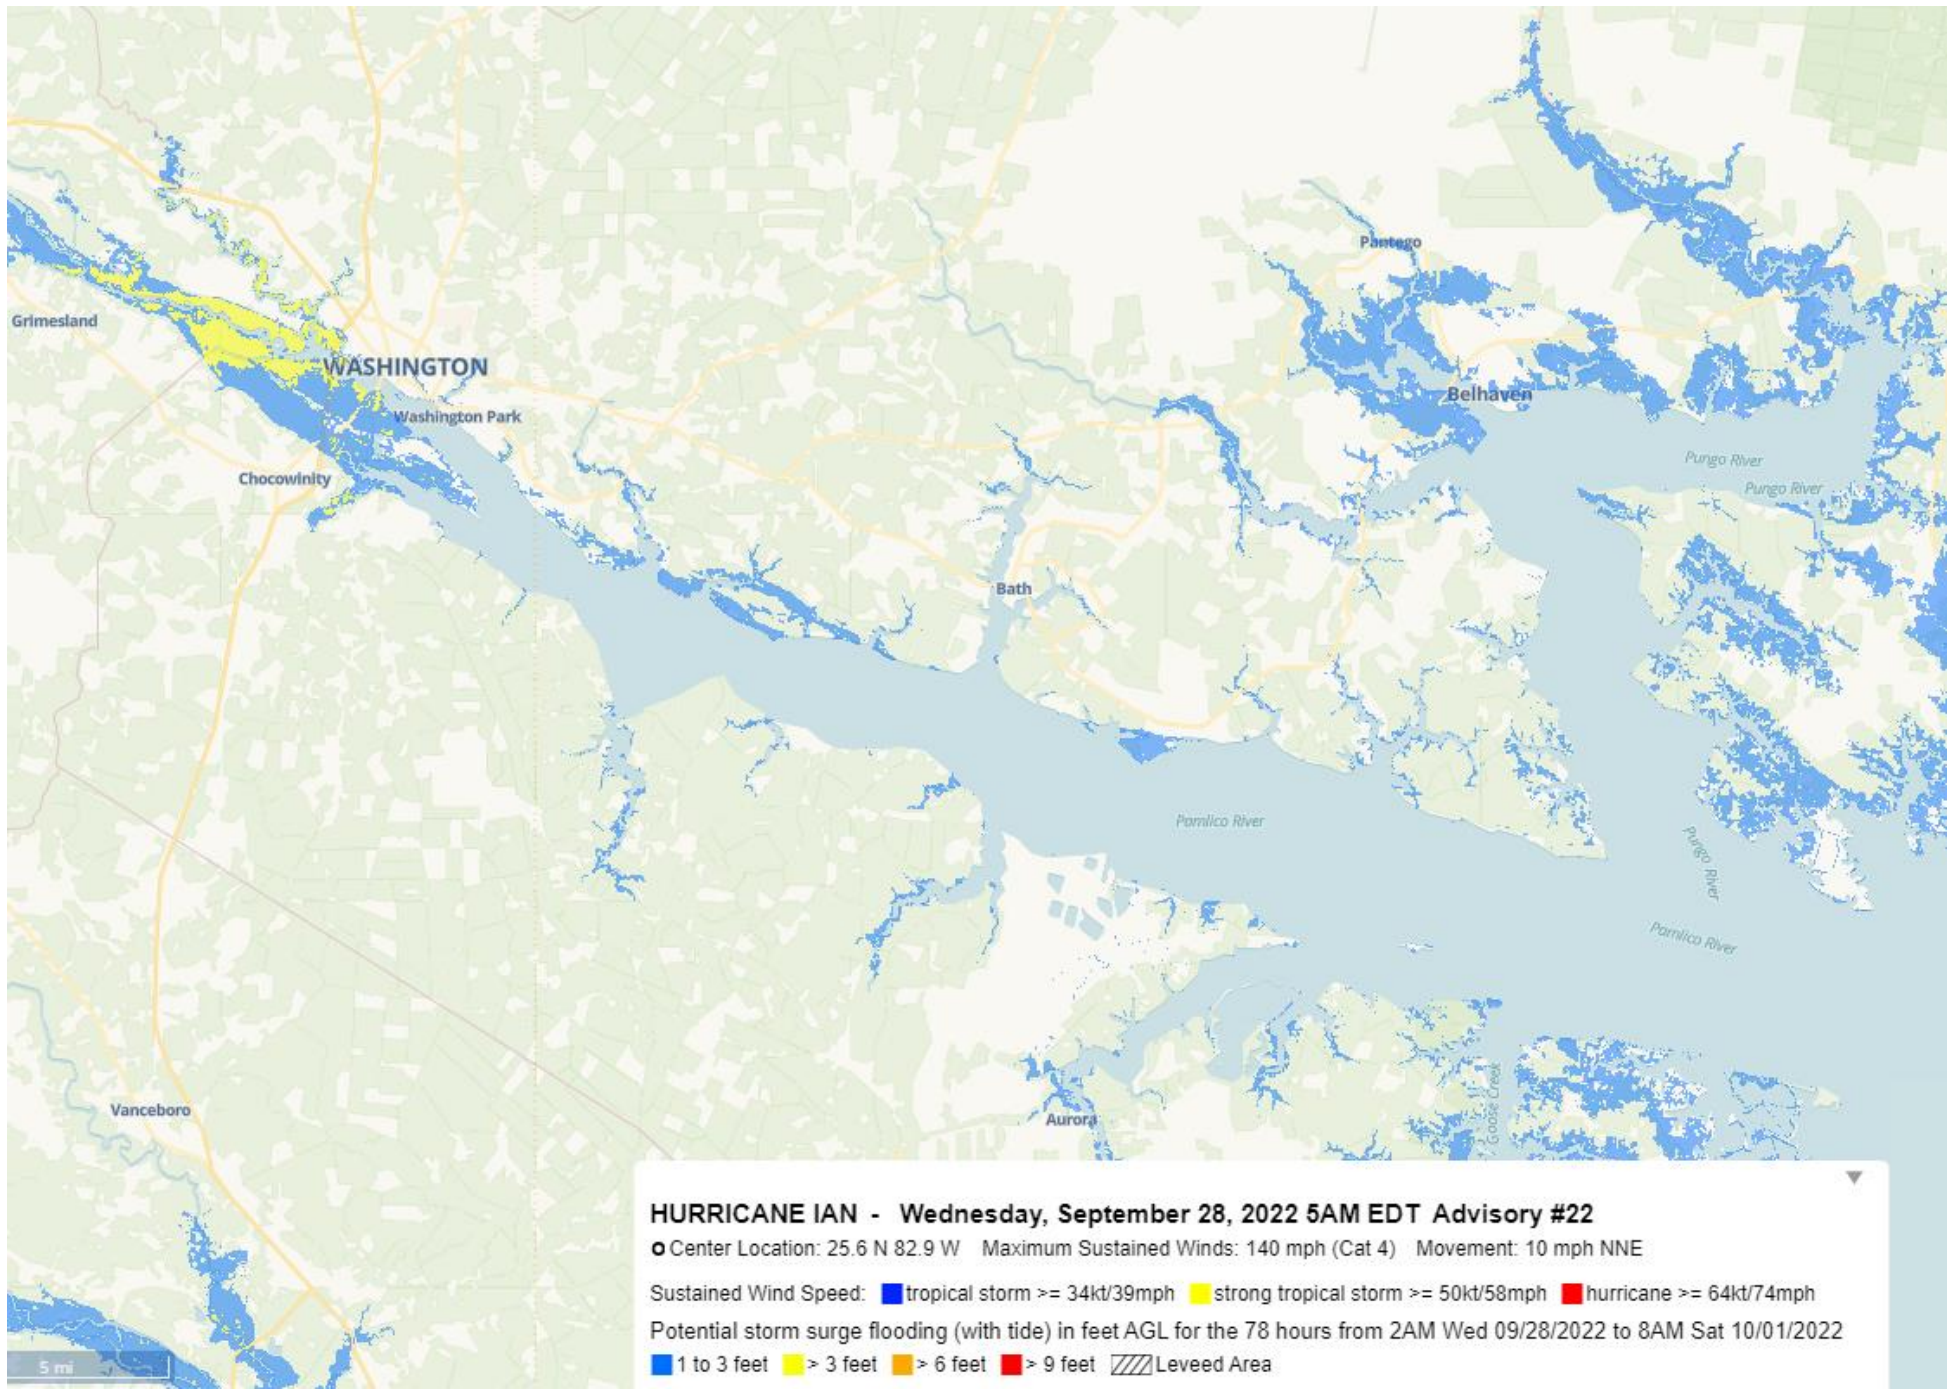 Pantego
Grimesland
WASHINGTON
Belhaven
Washington Park
Pungo River
Chocowinity
Pungo River
Bath
Pamlico River
Pungo River
Pamlico River
Goose Creek
Vanceboro
Aurora
HURRICANE IAN - Wednesday, September 28, 2022 5AM EDT Advisory #22
Center Location: 25.6 N 82.9 W Maximum Sustained Winds: 140 mph (Cat 4) Movement: 10 mph NNE
Sustained Wind Speed: tropical storm >= 34kt/39mph strong tropical storm >= 50kt/58mph hurricane >= 64kt/74mph
Potential storm surge flooding (with tide) in feet AGL for the 78 hours from 2AM Wed 09/28/2022 to 8AM Sat 10/01/2022
5 mi
1 to 3 feet > 3 feet > 6 feet > 9 feet Leveed Area